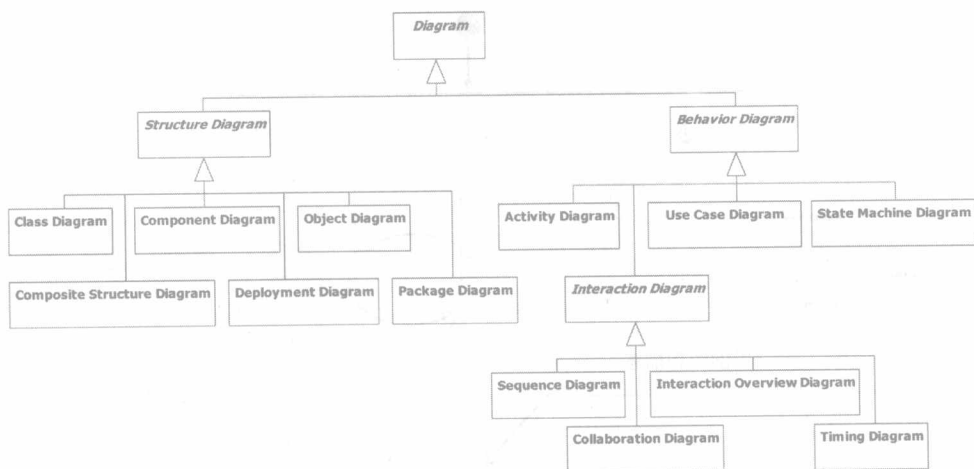 Diagram
Structure Diagram
Behavior Diagram
Class Diagram
Component Diagram
Object Diagram
Activity Diagram
Use Case Diagram
State Machine Diagram
Composite Structure Diagram
Deployment Diagram
Package Diagram
Interaction Diagram
Sequence Diagram
Interaction Overview Diagram
Collaboration Diagram
Timing Diagram